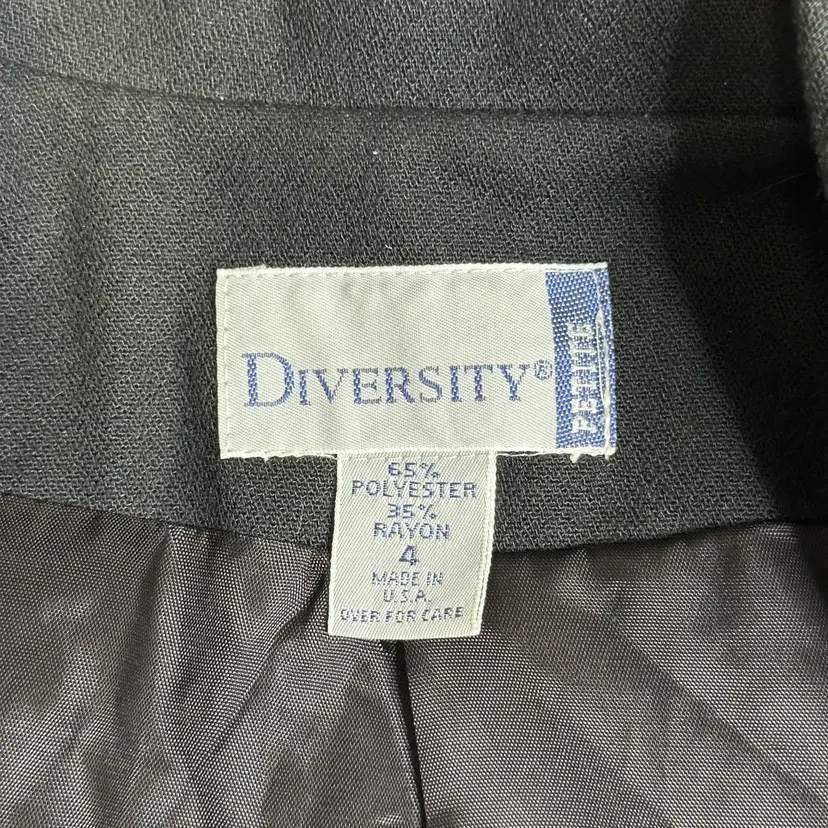 DIVERSITY®
PETITE
65%
POLYESTER
35%
RAYON
4
MADE IN
U.S.A.
OVER FOR CARE